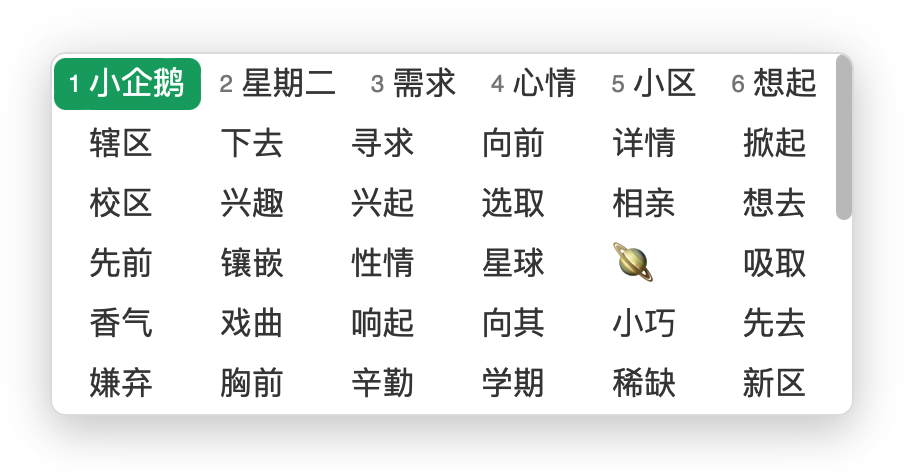 1 小企鹅 2 星期二 3 需求 4 心情 5 小区 6 想起
辖区 下去 寻求 向前 详情 掀起
校区 兴趣 兴起 选取 相亲 想去
先前 镶嵌 性情 星球 🪐 吸取
香气 戏曲 响起 向其 小巧 先去
嫌弃 胸前 辛勤 学期 稀缺 新区